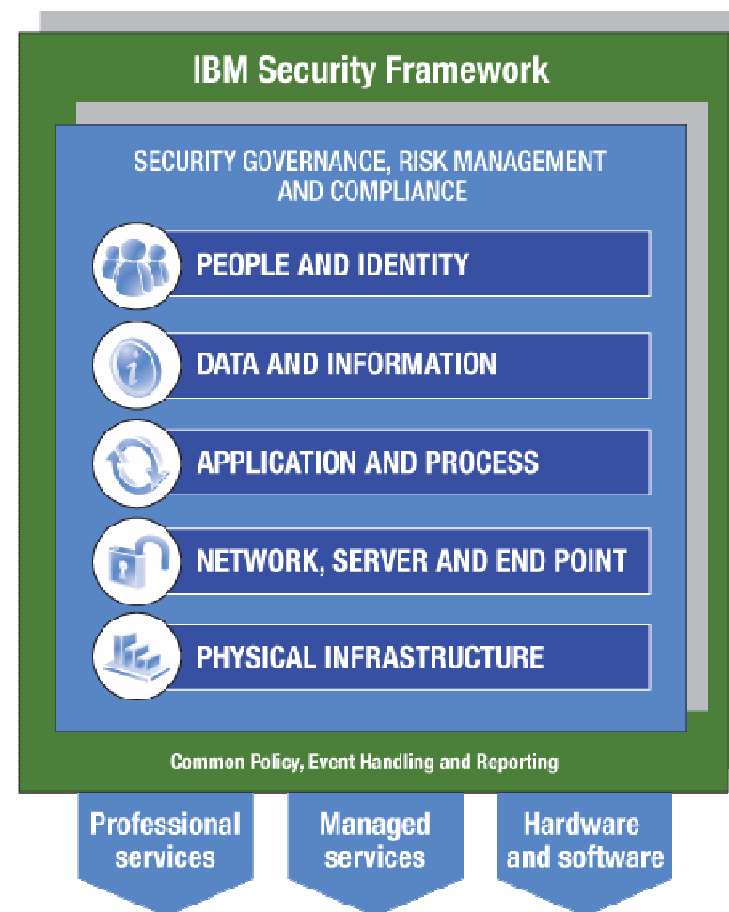 IBM Security Framework
SECURITY GOVERNANCE, RISK MANAGEMENT
AND COMPLIANCE
PEOPLE AND IDENTITY
DATA AND INFORMATION
APPLICATION AND PROCESS
NETWORK, SERVER AND END POINT
PHYSICAL INFRASTRUCTURE
Common Policy, Event Handling and Reporting
Professional
services
Managed
services
Hardware
and software